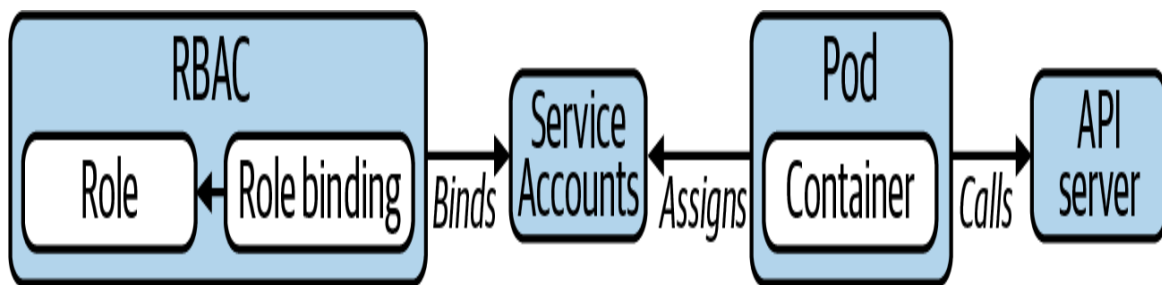 RBAC
Role
Role binding
Binds
Service
Accounts
Assigns
Pod
Container
Calls
API
server